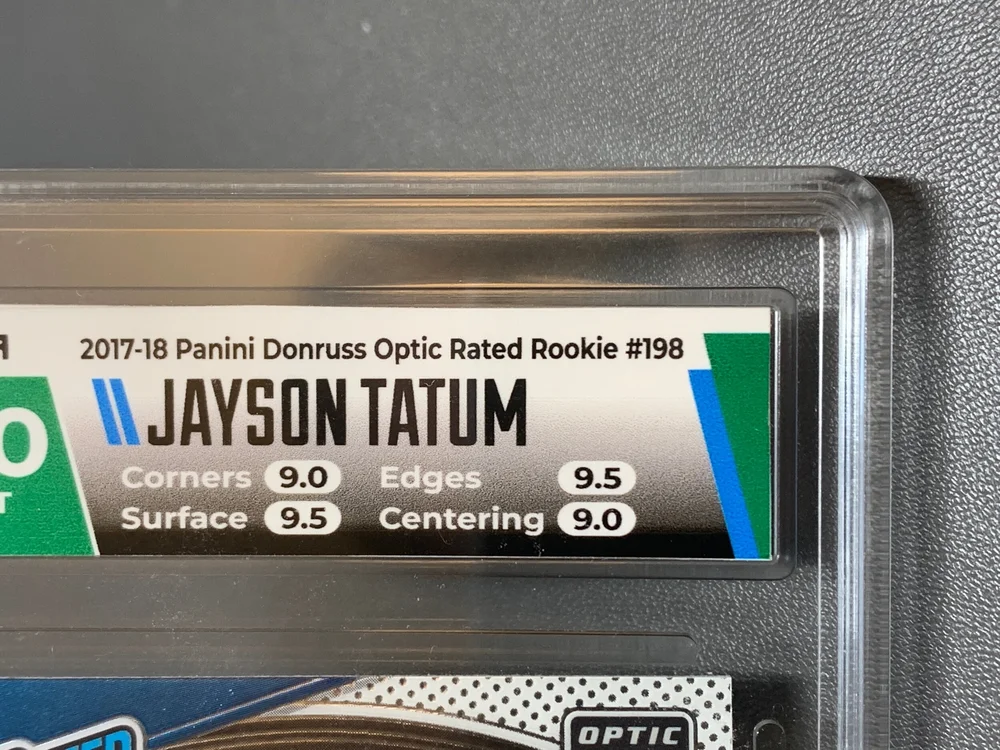 2017-18 Panini Donruss Optic Rated Rookie #198
JAYSON TATUM
Corners 9.0 Edges 9.5
Surface 9.5 Centering 9.0
OPTIC